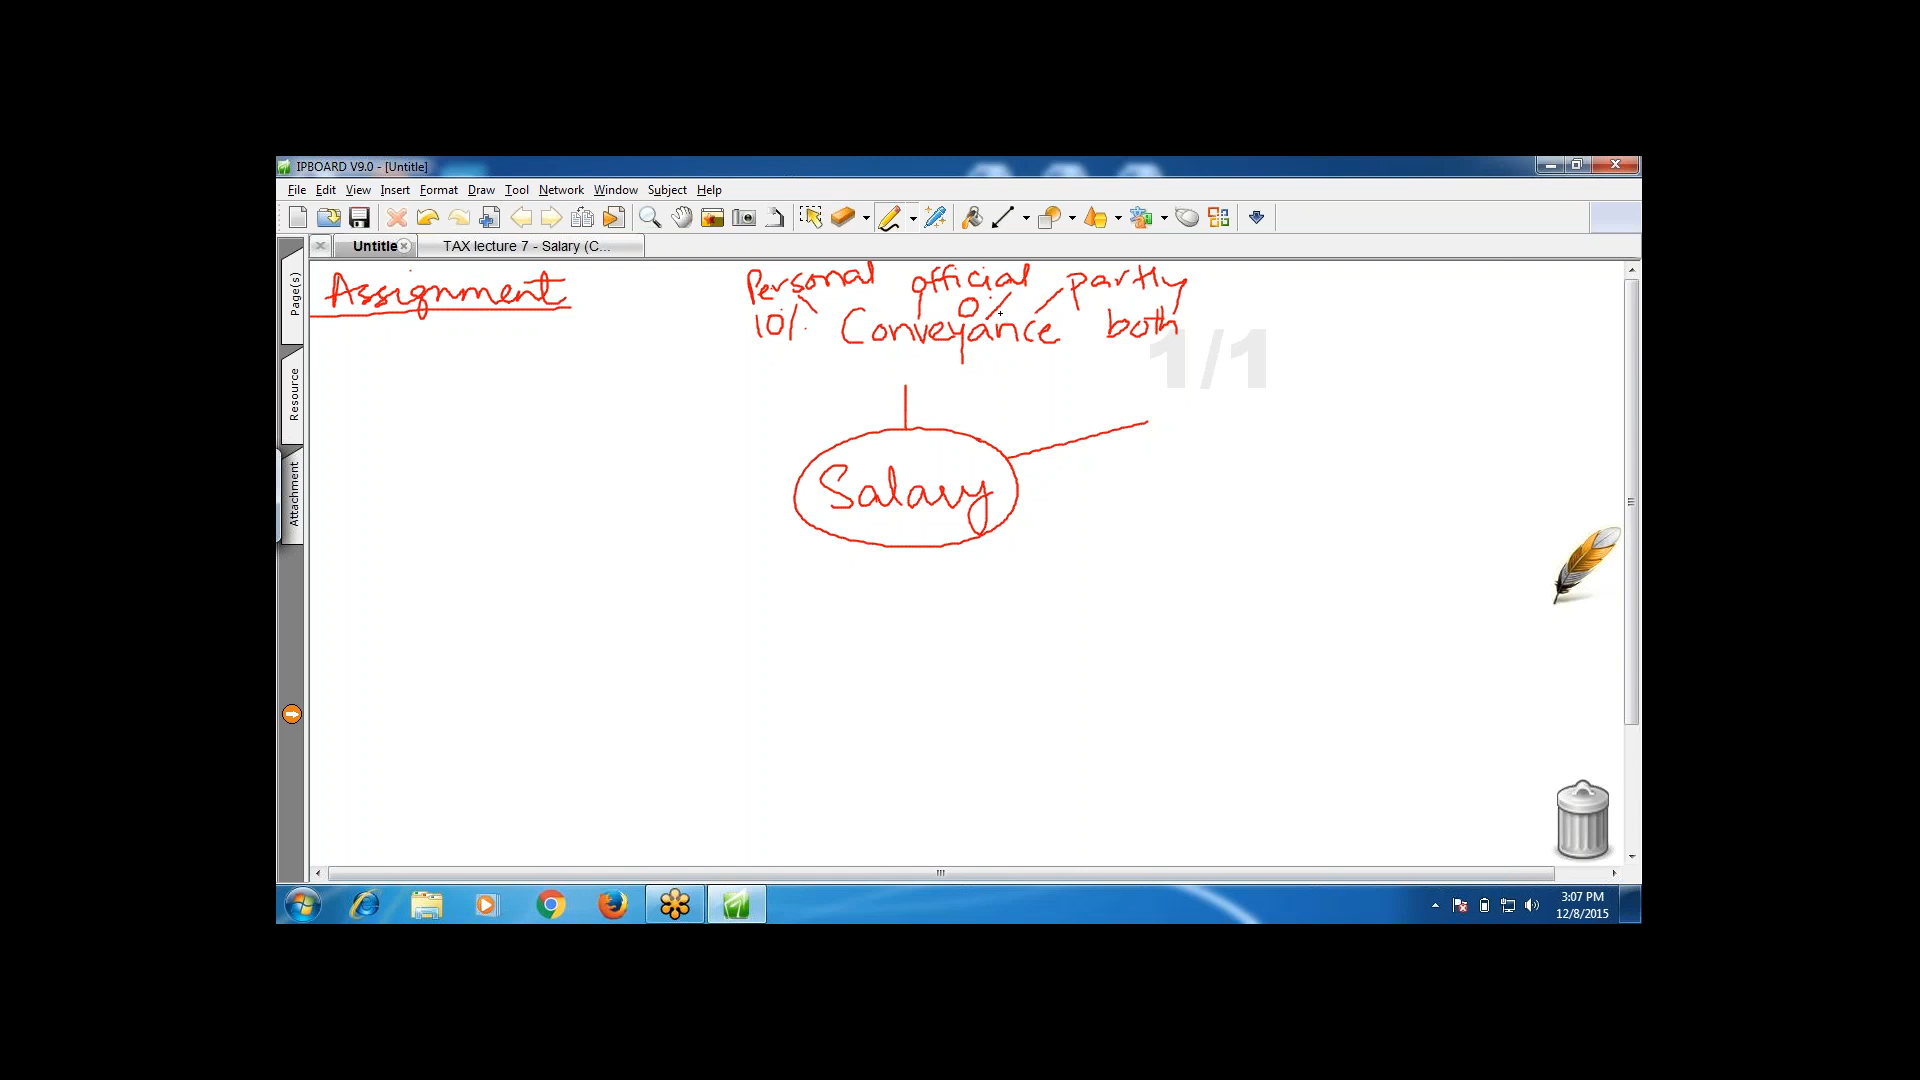 IPBOARD V9.0 - [Untitle]
File Edit View Insert Format Draw Tool Network Window Subject Help
Untitle TAX lecture 7 - Salary (C...
Page(s)
Resource
Attachment
Assignment
Personal official partly
10% 0% both
Conveyance
1/1
Salary
3:07 PM
12/8/2015